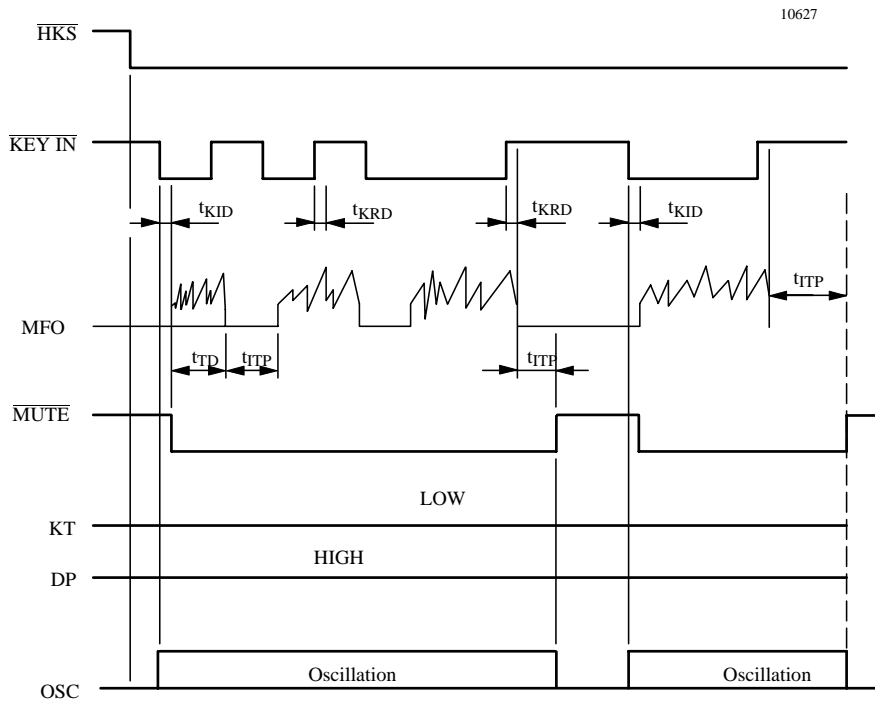 10627
HKS
KEY IN
tKID
tKRD
tKRD
tKID
tITP
MFO
tTD
tITP
tITP
MUTE
LOW
KT
HIGH
DP
Oscillation
Oscillation
OSC